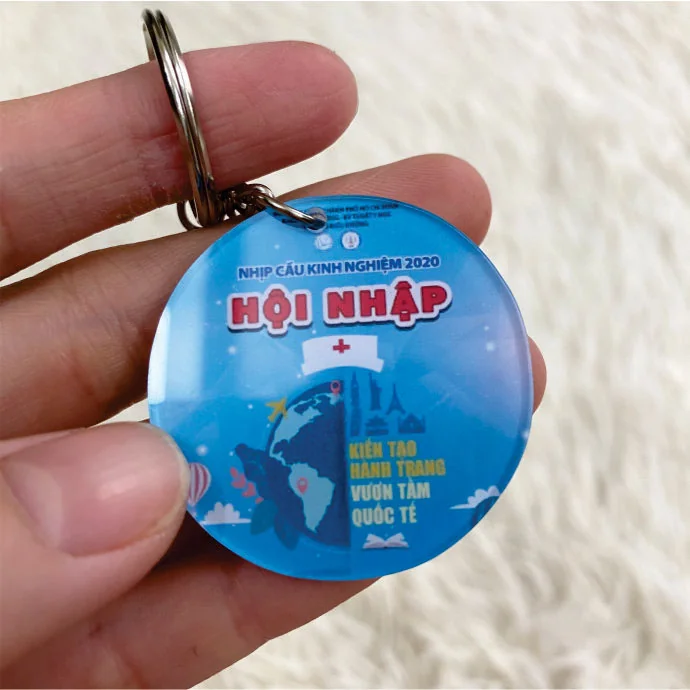 NHỊP CẦU KINH NGHIỆM 2020
HỘI NHẬP
KIẾN TẠO
HÀNH TRANG
VƯƠN TẦM
QUỐC TẾ